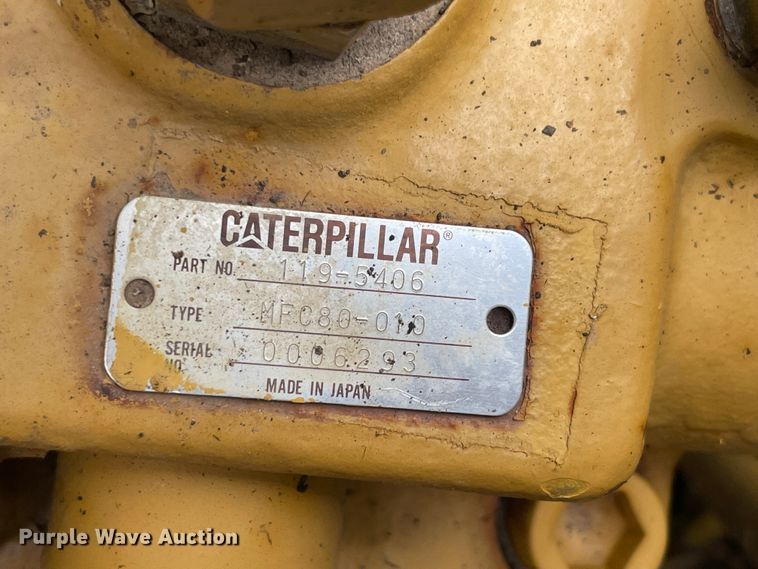 CATERPILLAR®
PART NO. 119-5406
TYPE MFC80-010
SERIAL NO. 0006293
MADE IN JAPAN
Purple Wave Auction